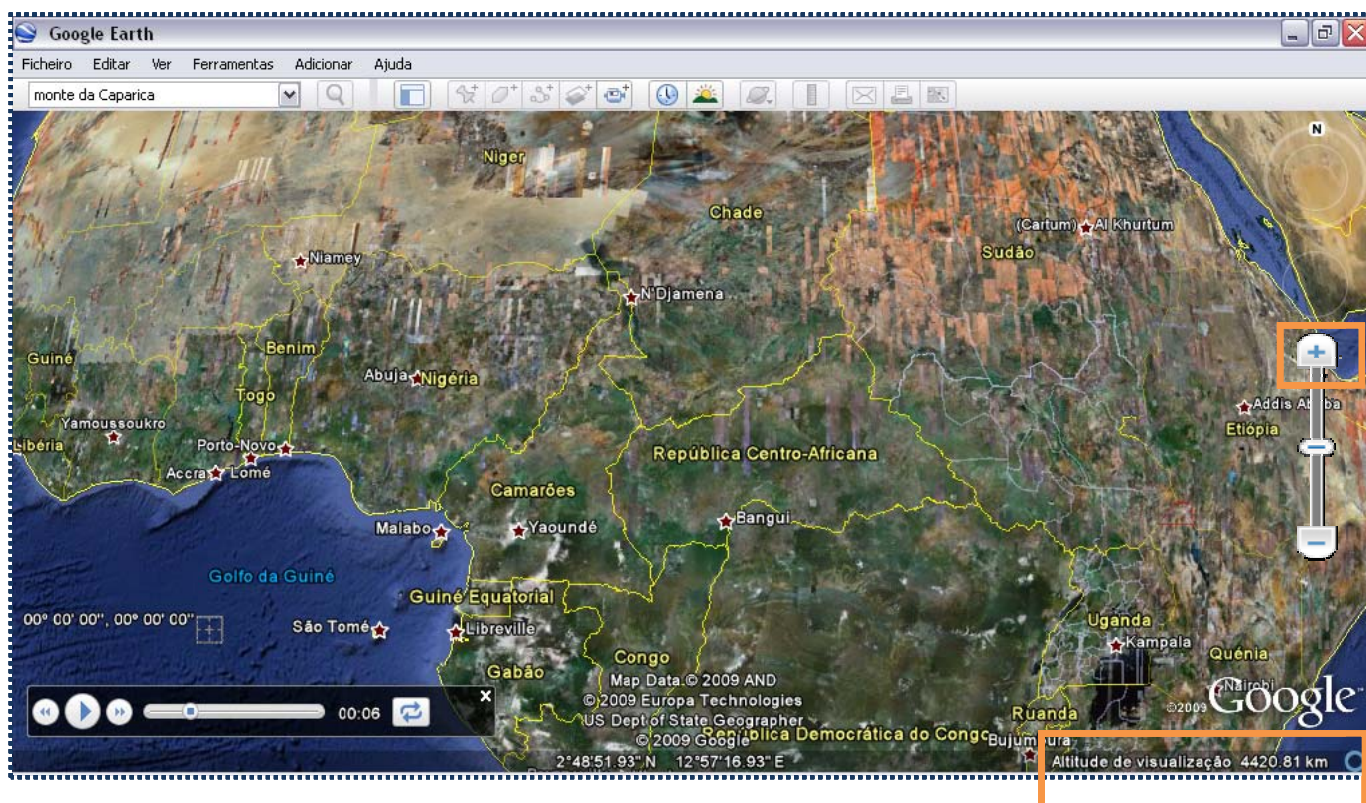 Google Earth
Ficheiro Editar Ver Ferramentas Adicionar Ajuda
monte da Caparica
N
Niger
Chade
(Cartum) Al Khurtum
Sudão
Niamey
N'Djamena
Benim
Guiné
Abuja Nigéria
Togo
Addis Ababa
Yamoussoukro
Etiópia
Libéria
Porto-Novo
República Centro-Africana
Accra Lomé
Camarões
Bangui
Malabo Yaoundé
Golfo da Guiné
Guiné Equatorial
00° 00' 00", 00° 00' 00"
São Tomé Libreville
Uganda
Kampala
Congo
Quénia
Gabão
Map Data © 2009 AND
Nairobi
©2009 Google™
© 2009 Europa Technologies
00:06
US Dept of State Geographer
Ruanda
República Democrática do Congo
© 2009 Google
Bujumbura
2°48'51.93" N 12°57'16.93" E
Altitude de visualização 4420.81 km